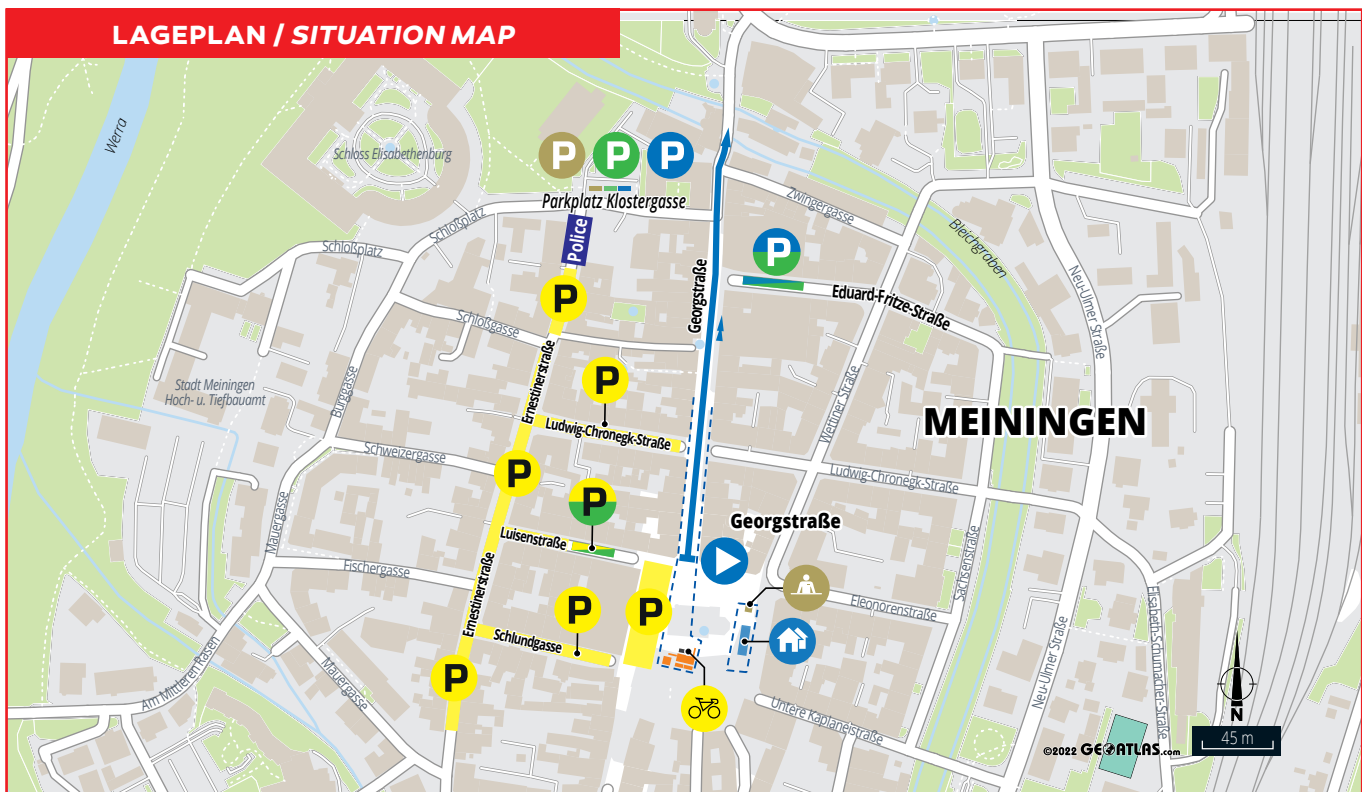 LAGEPLAN / SITUATION MAP
Werra
Schloss Elisabethenburg
P
P
P
Parkplatz Klostergasse
Schloßplatz
Schloßplatz
Police
Zwingergasse
Bleichgraben
P
Eduard-Fritze-Straße
Georgstraße
Neu-Ulmer Straße
P
Schloßgasse
Ernestinerstraße
P
Stadt Meiningen
Hoch- u. Tiefbauamt
Burggasse
Wettiner Straße
MEININGEN
Ludwig-Chronegk-Straße
Schweizergasse
P
Ludwig-Chronegk-Straße
P
Georgstraße
Mauergasse
Luisenstraße
Fischergasse
Sachsenstraße
Ernestinerstraße
P
P
Eleonorenstraße
Elisabeth-Schumacher-Straße
Schlundgasse
Neu-Ulmer Straße
Am Mittleren Rasen
Mauergasse
P
Untere Kaplaneistraße
N
©2022 GEOATLAS.com
45 m